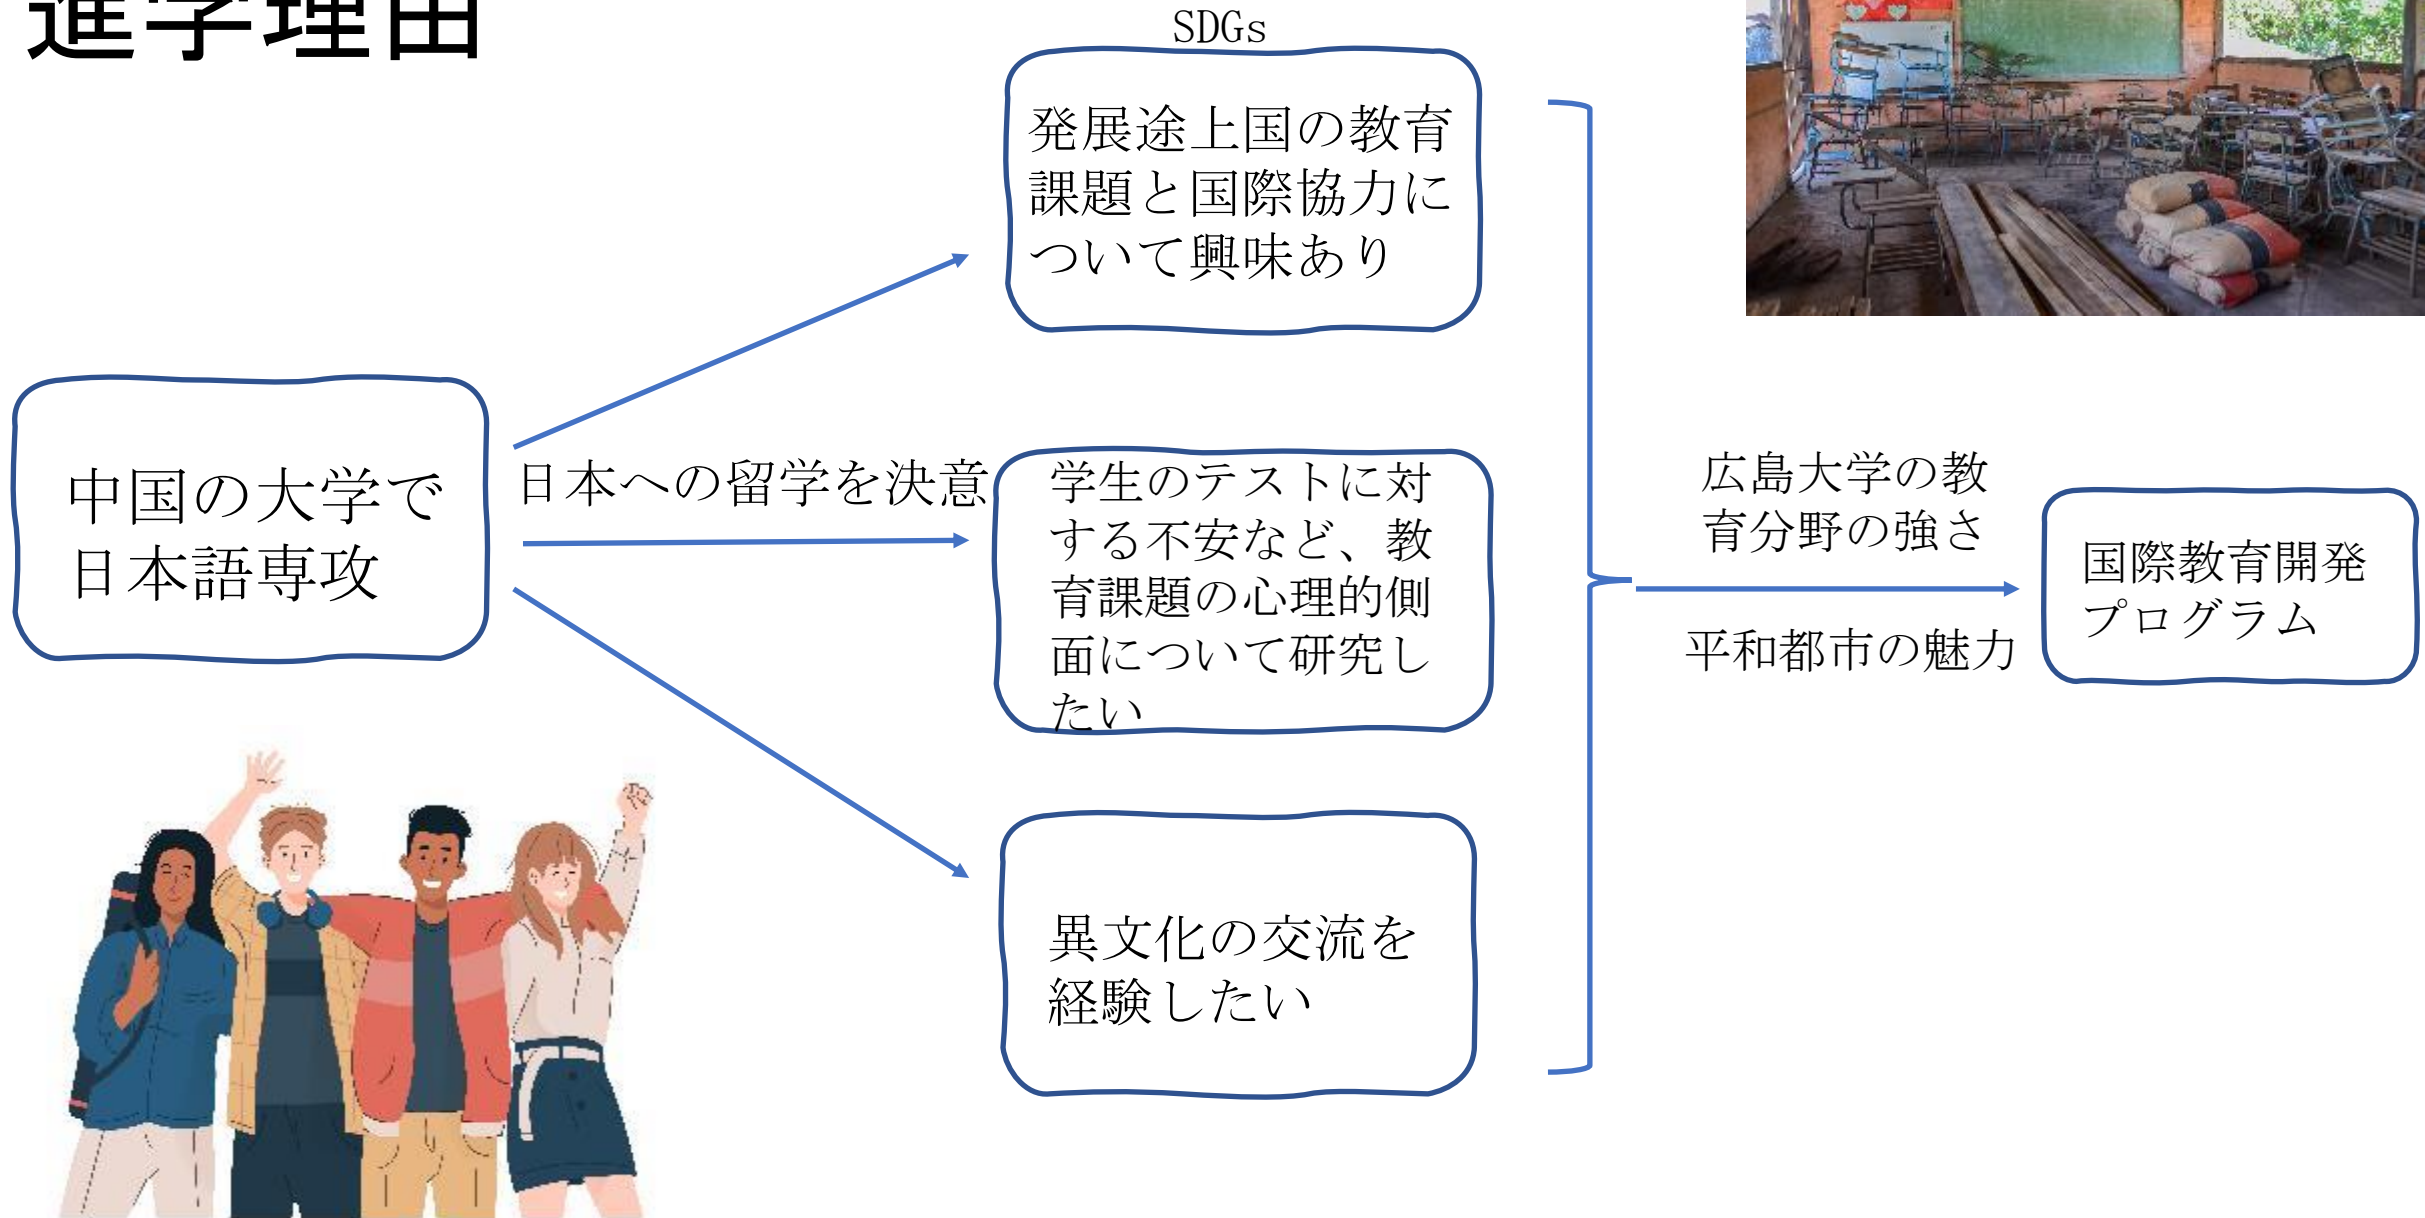 進学理由
SDGs
発展途上国の教育
課題と国際協力に
ついて興味あり
中国の大学で
日本語専攻
日本への留学を決意
学生のテストに対
する不安など、教
育課題の心理的側
面について研究し
たい
異文化の交流を
経験したい
広島大学の教
育分野の強さ
平和都市の魅力
国際教育開発
プログラム